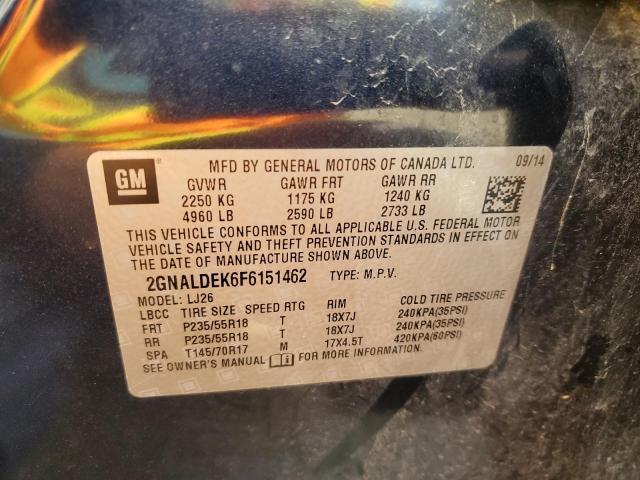 GM
MFD BY GENERAL MOTORS OF CANADA LTD. 09/14
GVWR GAWR FRT GAWR RR
2250 KG 1175 KG 1240 KG
4960 LB 2590 LB 2733 LB
THIS VEHICLE CONFORMS TO ALL APPLICABLE U.S. FEDERAL MOTOR
VEHICLE SAFETY AND THEFT PREVENTION STANDARDS IN EFFECT ON
THE DATE OF MANUFACTURE SHOWN ABOVE.
2GNALDEK6F6151462 TYPE: M.P.V.
MODEL: LJ26
LBCC TIRE SIZE SPEED RTG RIM COLD TIRE PRESSURE
FRT P235/55R18 T 18X7J 240KPA(35PSI)
RR P235/55R18 T 18X7J 240KPA(35PSI)
SPA T145/70R17 M 17X4.5T 420KPA(60PSI)
SEE OWNER'S MANUAL FOR MORE INFORMATION.